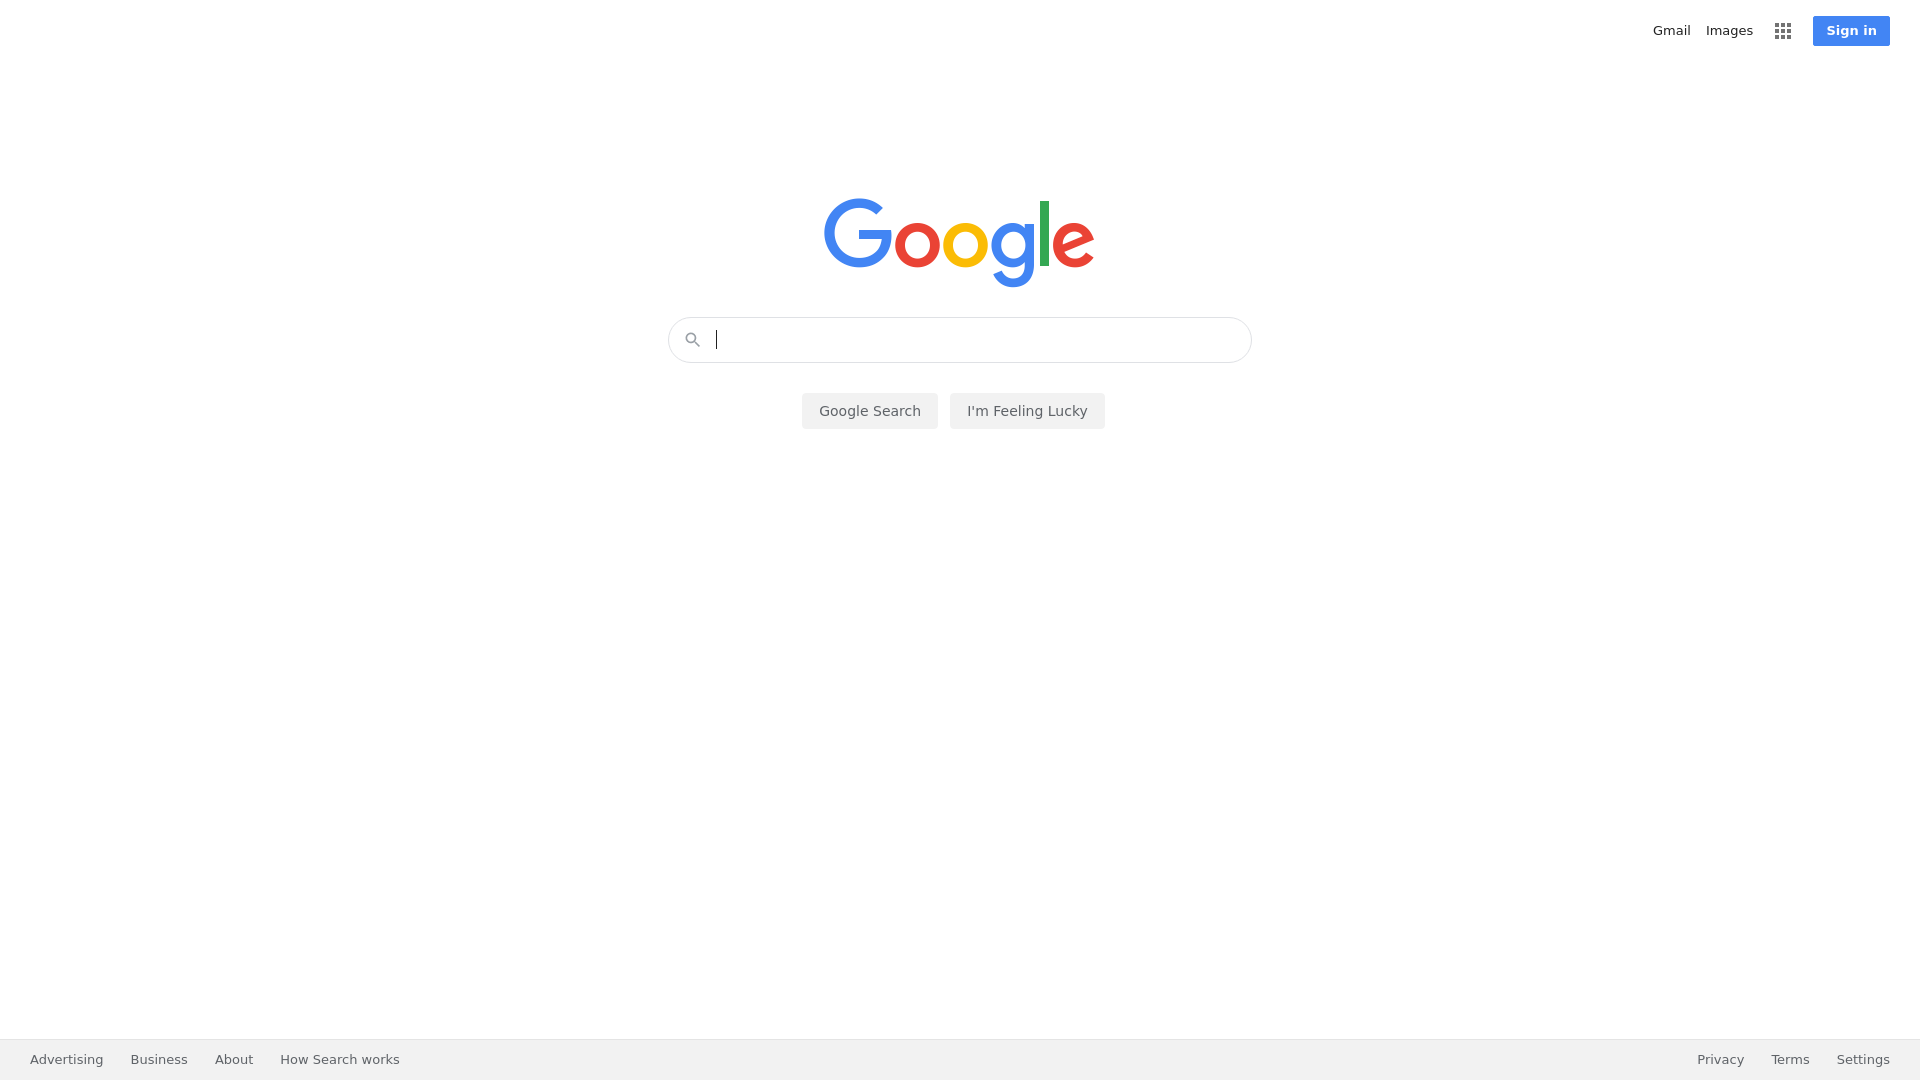 Gmail Images Sign in
Google
Google Search I'm Feeling Lucky
Advertising Business About How Search works Privacy Terms Settings